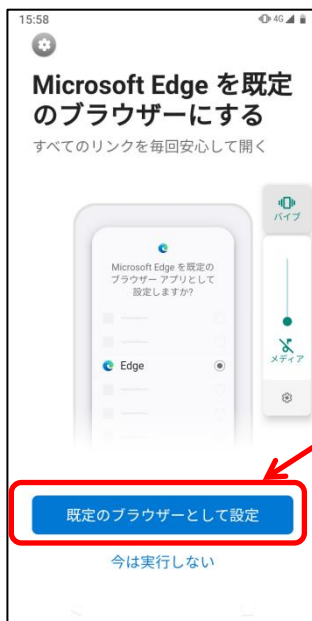 15:58
4G
Microsoft Edge を既定
のブラウザーにする
すべてのリンクを毎回安心して開く
バイブ
Microsoft Edge を既定の
ブラウザー アプリとして
設定しますか?
Edge
メディア
既定のブラウザーとして設定
今は実行しない